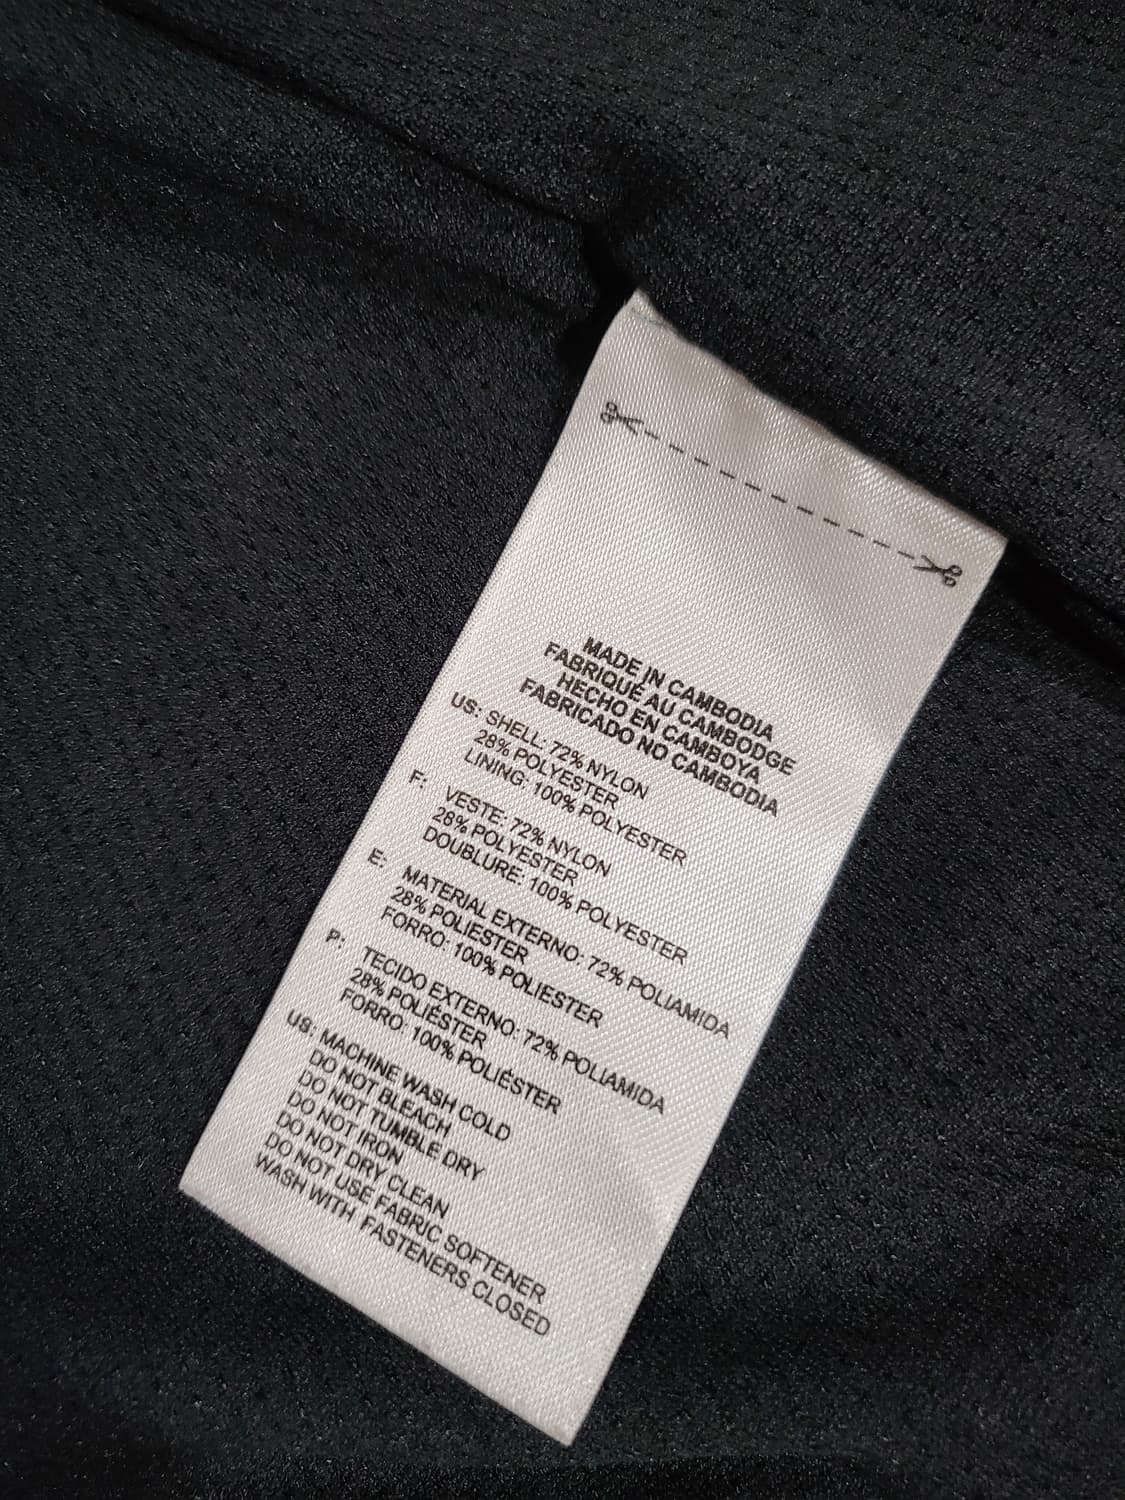 MADE IN CAMBODIA
FABRIQUÉ AU CAMBODGE
HECHO EN CAMBOYA
FABRICADO NO CAMBODIA
US: SHELL: 72% NYLON
28% POLYESTER
LINING: 100% POLYESTER
F: VESTE: 72% NYLON
28% POLYESTER
DOUBLURE: 100% POLYESTER
E: MATERIAL EXTERNO: 72% POLIAMIDA
28% POLIESTER
FORRO: 100% POLIESTER
P: TECIDO EXTERNO: 72% POLIAMIDA
28% POLIÉSTER
FORRO: 100% POLIÉSTER
US: MACHINE WASH COLD
DO NOT BLEACH
DO NOT TUMBLE DRY
DO NOT IRON
DO NOT DRY CLEAN
DO NOT USE FABRIC SOFTENER
WASH WITH FASTENERS CLOSED